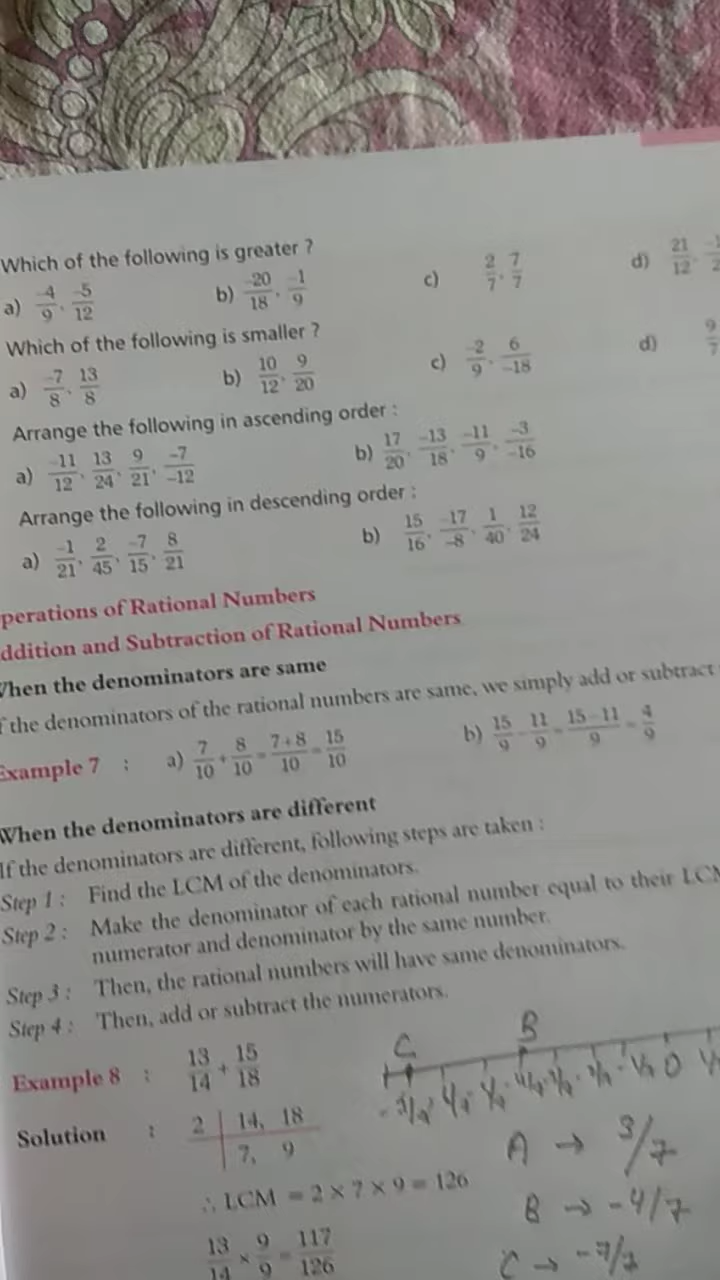 Which of the following is greater ?
a) -4/9, -5/12 b) -20/18, -1/9 c) 2/7, 7/7 d) 21/12,
Which of the following is smaller ?
a) -7/8, 13/8 b) 10/12, 9/20 c) -2/9, 6/-18 d) 9/7
Arrange the following in ascending order :
a) -11/12, 13/24, 9/21, -7/-12 b) 17/20, -13/18, -11/9, -3/-16
Arrange the following in descending order :
a) -1/21, 2/45, -7/15, 8/21 b) 15/16, -17/-8, 1/40, 12/24
perations of Rational Numbers
ddition and Subtraction of Rational Numbers
When the denominators are same
f the denominators of the rational numbers are same, we simply add or subtract
Example 7 : a) 7/10 + 8/10 = 7+8/10 = 15/10 b) 15/9 - 11/9 = 15-11/9 = 4/9
When the denominators are different
If the denominators are different, following steps are taken :
Step 1 : Find the LCM of the denominators.
Step 2 : Make the denominator of each rational number equal to their LCM
numerator and denominator by the same number.
Step 3 : Then, the rational numbers will have same denominators.
Step 4 : Then, add or subtract the numerators.
Example 8 : 13/14 + 15/18
C B
0
Solution : 2 | 14, 18
7, 9
A → 3/7
∴ LCM = 2 × 7 × 9 = 126
B → -4/7
13/14 × 9/9 = 117/126
C → -7/7